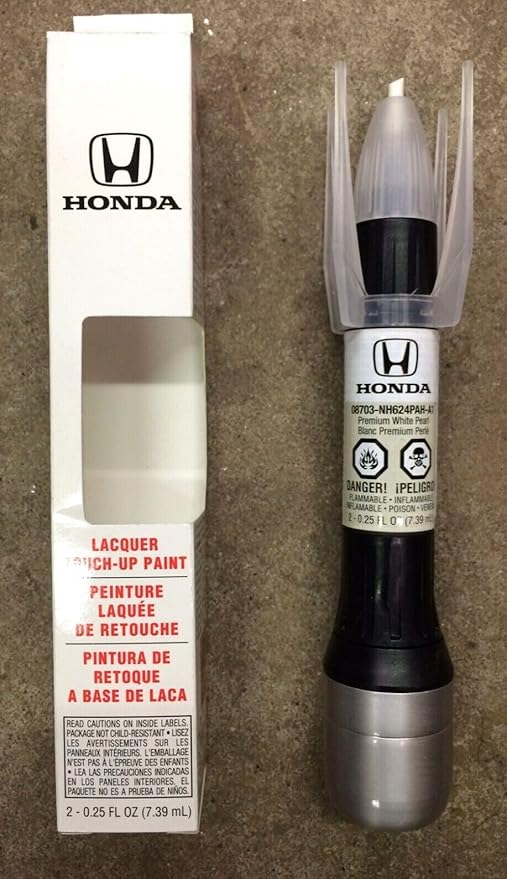 HONDA
LACQUER
TOUCH-UP PAINT
PEINTURE
LAQUÉE
DE RETOUCHE
PINTURA DE
RETOQUE
A BASE DE LACA
READ CAUTIONS ON INSIDE LABELS.
PACKAGE NOT CHILD-RESISTANT • LISEZ
LES AVERTISSEMENTS SUR LES
PANNEAUX INTÉRIEURS. L'EMBALLAGE
N'EST PAS À L'ÉPREUVE DES ENFANTS
• LEA LAS PRECAUCIONES INDICADAS
EN LOS PANELES INTERIORES. EL
PAQUETE NO ES A PRUEBA DE NIÑOS.
2 - 0.25 FL OZ (7.39 mL)
HONDA
08703-NH624PAH-A1
Premium White Pearl
Blanc Premium Perlé
DANGER! ¡PELIGRO
FLAMMABLE • INFLAMMABLE
INFLAMABLE • POISON • VENENO
2 - 0.25 FL OZ (7.39 mL